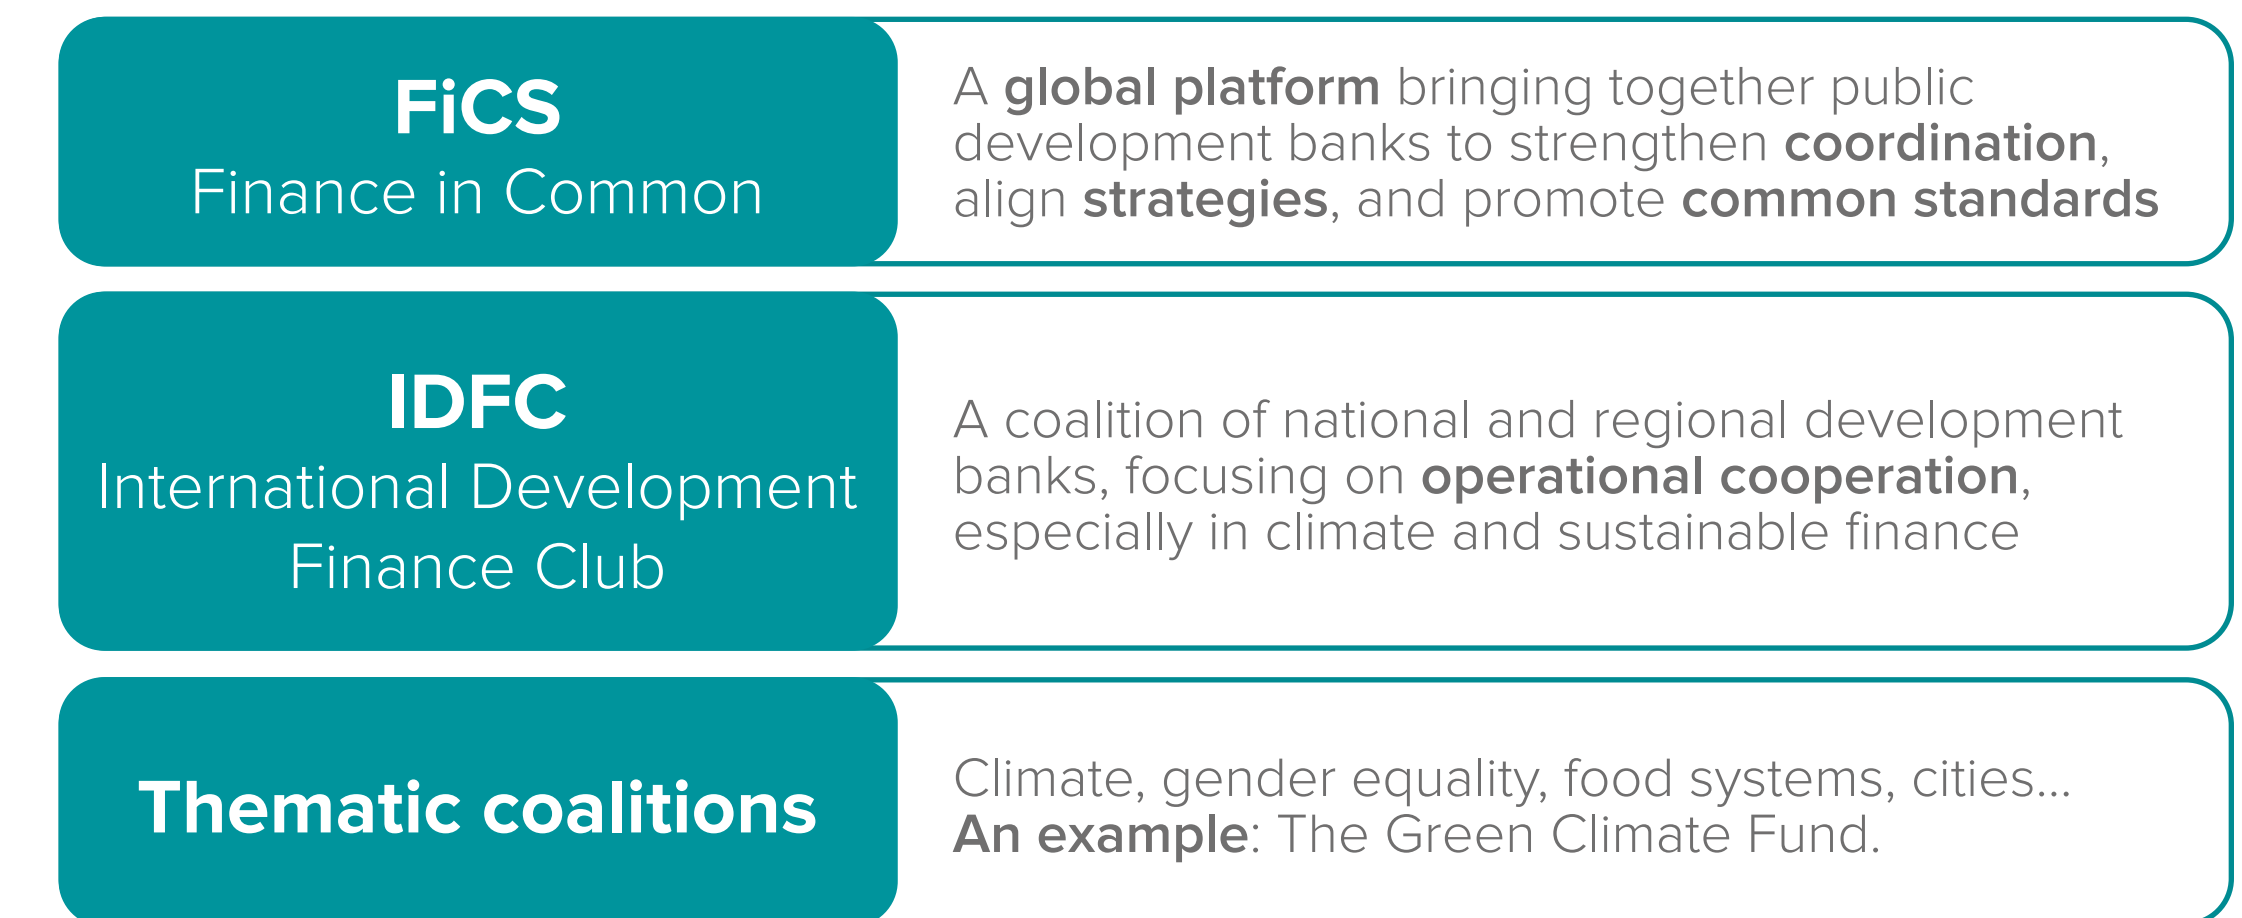 FiCS
Finance in Common
A global platform bringing together public
development banks to strengthen coordination,
align strategies, and promote common standards
IDFC
International Development
Finance Club
A coalition of national and regional development
banks, focusing on operational cooperation,
especially in climate and sustainable finance
Thematic coalitions
Climate, gender equality, food systems, cities...
An example: The Green Climate Fund.